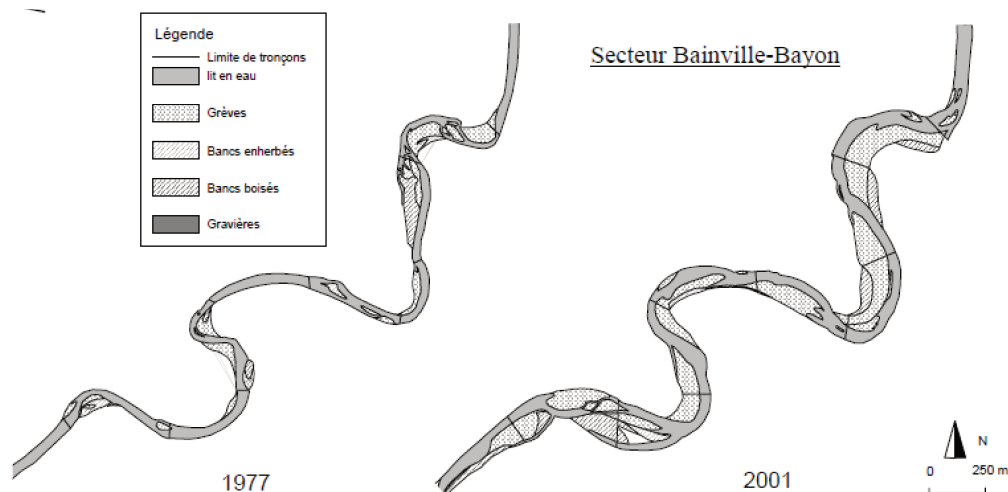 Légende
Limite de tronçons
lit en eau
Grèves
Bancs enherbés
Bancs boisés
Gravières
Secteur Bainville-Bayon
1977
2001
N
0 250 m